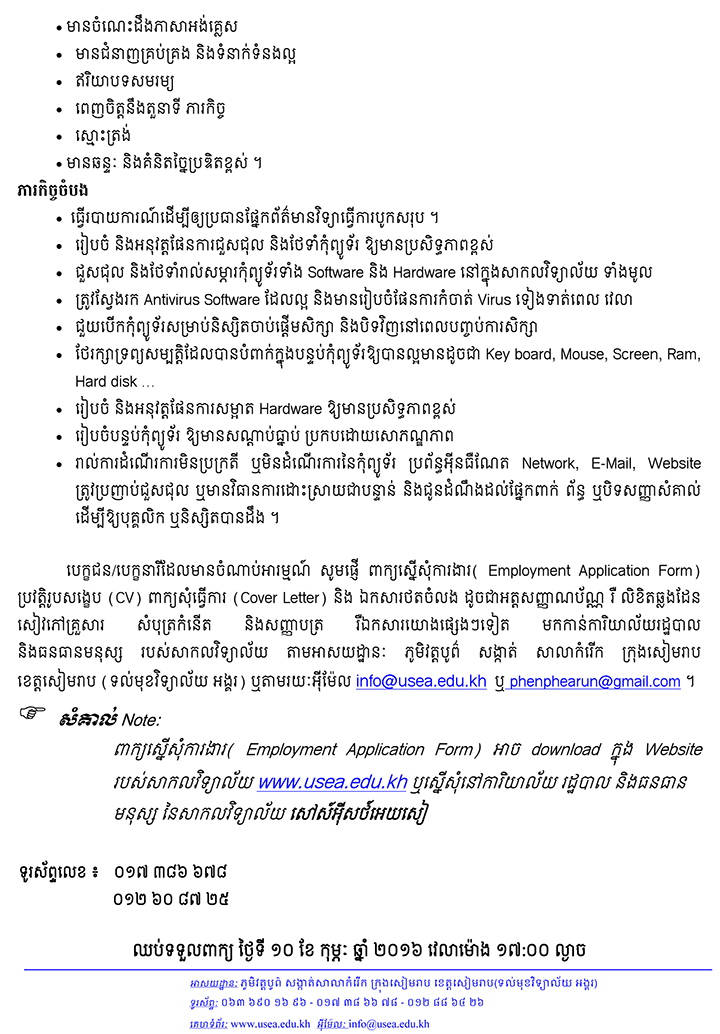 • មានចំណេះដឹងភាសាអង់គ្លេស
• មានជំនាញគ្រប់គ្រង និងទំនាក់ទំនងល្អ
• ឥរិយាបទសមរម្យ
• ពេញចិត្តនឹងតួនាទី ភារកិច្ច
• ស្មោះត្រង់
• មានឆន្ទៈ និងគំនិតច្នៃប្រឌិតខ្ពស់ ។
ភារកិច្ចចំបង
• ធ្វើរបាយការណ៍ដើម្បីឲ្យប្រធានផ្នែកព័ត៌មានវិទ្យាធ្វើការបូកសរុប ។
• រៀបចំ និងអនុវត្តផែនការជួសជុល និងថែទាំកុំព្យូទ័រ ឱ្យមានប្រសិទ្ធភាពខ្ពស់
• ជួសជុល និងថែទាំរាល់សម្ភារកុំព្យូទ័រទាំង Software និង Hardware នៅក្នុងសាកលវិទ្យាល័យ ទាំងមូល
• ត្រូវស្វែងរក Antivirus Software ដែលល្អ និងមានរៀបចំផែនការកំចាត់ Virus ទៀងទាត់ពេល វេលា
• ជួយបើកកុំព្យូទ័រសម្រាប់និស្សិតចាប់ផ្តើមសិក្សា និងបិទវិញនៅពេលបញ្ចប់ការសិក្សា
• ថែរក្សាទ្រព្យសម្បត្តិដែលបានបំពាក់ក្នុងបន្ទប់កុំព្យូទ័រឱ្យបានល្អមានដូចជា Key board, Mouse, Screen, Ram,
Hard disk ...
• រៀបចំ និងអនុវត្តផែនការសម្អាត Hardware ឱ្យមានប្រសិទ្ធភាពខ្ពស់
• រៀបចំបន្ទប់កុំព្យូទ័រ ឱ្យមានសណ្តាប់ធ្នាប់ ប្រកបដោយសោភណ្ឌភាព
• រាល់ការដំណើរការមិនប្រក្រតី ឬមិនដំណើរការនៃកុំព្យូទ័រ ប្រព័ន្ធអ៊ីនធឺណែត Network, E-Mail, Website
ត្រូវប្រញាប់ជួសជុល ឬមានវិធានការដោះស្រាយជាបន្ទាន់ និងជូនដំណឹងដល់ផ្នែកពាក់ ព័ន្ធ ឬបិទសញ្ញាសំគាល់
ដើម្បីឱ្យបុគ្គលិក ឬនិស្សិតបានដឹង ។
បេក្ខជន/បេក្ខនារីដែលមានចំណាប់អារម្មណ៍ សូមផ្ញើ ពាក្យស្នើសុំការងារ( Employment Application Form)
ប្រវត្តិរូបសង្ខេប (CV) ពាក្យសុំធ្វើការ (Cover Letter) និង ឯកសារថតចំលង ដូចជាអត្តសញ្ញាណប័ណ្ណ រឺ លិខិតឆ្លងដែន
សៀវភៅគ្រួសារ សំបុត្រកំនើត និងសញ្ញាបត្រ រឺឯកសារយោងផ្សេងៗទៀត មកកាន់ការិយាល័យរដ្ឋបាល
និងធនធានមនុស្ស របស់សាកលវិទ្យាល័យ តាមអាសយដ្ឋានៈ ភូមិវត្តបូព៌ សង្កាត់ សាលាកំរើក ក្រុងសៀមរាប
ខេត្តសៀមរាប (ទល់មុខវិទ្យាល័យ អង្គរ) ឬតាមរយៈអ៊ីម៉ែល info@usea.edu.kh ឬ phenphearun@gmail.com ។
☞ សំគាល់ Note:
ពាក្យស្នើសុំការងារ( Employment Application Form) អាច download ក្នុង Website
របស់សាកលវិទ្យាល័យ www.usea.edu.kh ឬស្នើសុំនៅការិយាល័យ រដ្ឋបាល និងធនធាន
មនុស្ស នៃសាកលវិទ្យាល័យ សៅស៍អ៊ីសថ៍អេយសៀ
ទូរស័ព្ទលេខ ៖ ០១៧ ៣៨៦ ៦៧៨
០១២ ៦០ ៨៧ ២៥
ឈប់ទទួលពាក្យ ថ្ងៃទី ១០ ខែ កុម្ភៈ ឆ្នាំ ២០១៦ វេលាម៉ោង ១៧:០០ ល្ងាច
អាសយដ្ឋានៈ ភូមិវត្តបូព៌ សង្កាត់សាលាកំរើក ក្រុងសៀមរាប ខេត្តសៀមរាប(ទល់មុខវិទ្យាល័យ អង្គរ)
ទូរស័ព្ទៈ ០៦៣ ៦៩០ ១៦ ៩៦ - ០១៧ ៣៨ ៦៦ ៧៨ - ០១២ ៨៨ ៦៤ ២៦
គេហទំព័រៈ www.usea.edu.kh អ៊ីម៉ែលៈ info@usea.edu.kh